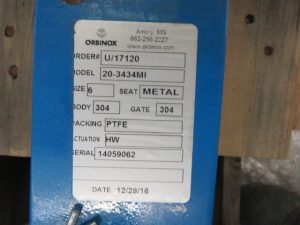 ORBINOX
Amory, MS
662-256-7227
www.orbinox.com
ORDER# U/17120
MODEL 20-3434MI
SIZE 6 SEAT METAL
BODY 304 GATE 304
PACKING PTFE
ACTUATION HW
SERIAL 14059062
DATE 12/28/16